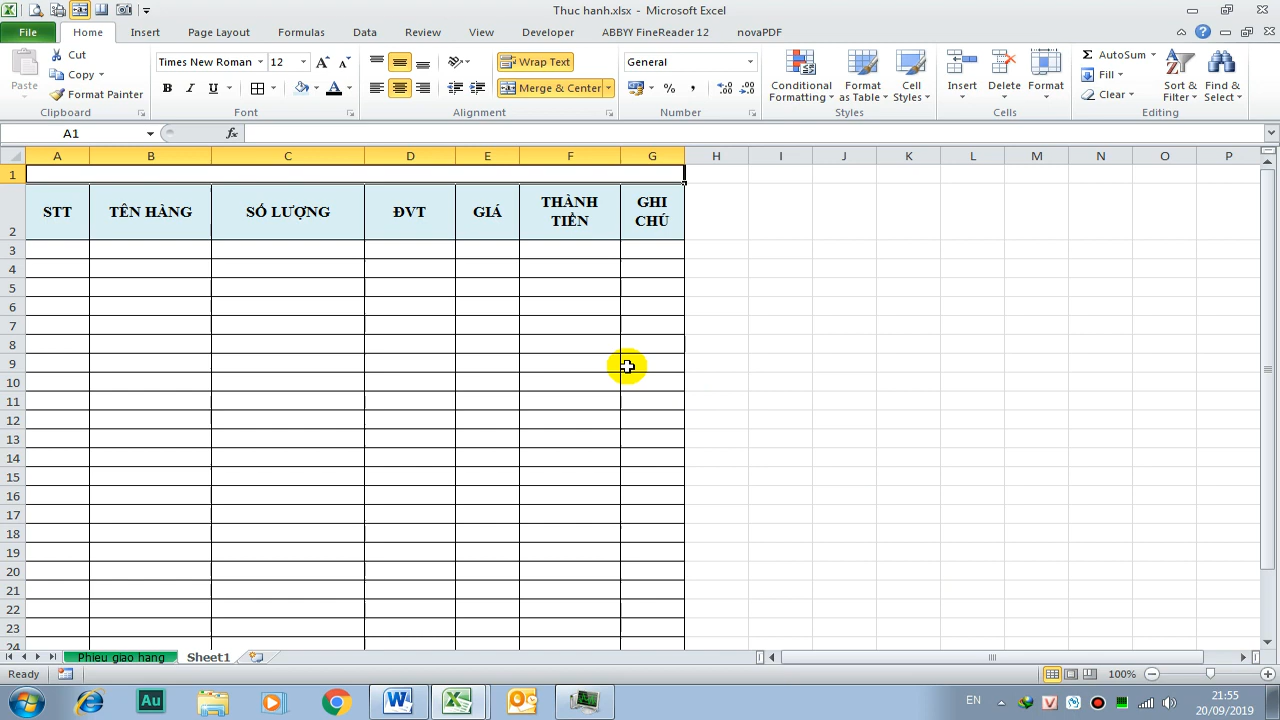 Thuc hanh.xlsx - Microsoft Excel
File Home Insert Page Layout Formulas Data Review View Developer ABBYY FineReader 12 novaPDF
Paste
Cut
Copy
Format Painter
Clipboard
Times New Roman 12
B I U A
Font
Wrap Text
Merge & Center
Alignment
General
% ,
Number
Conditional Formatting
Format as Table
Cell Styles
Styles
Insert
Delete
Format
Cells
Σ AutoSum
Fill
Clear
Sort & Filter
Find & Select
Editing
A1 fx
A B C D E F G H I J K L M N O P
1
2 STT TÊN HÀNG SỐ LƯỢNG ĐVT GIÁ THÀNH TIỀN GHI CHÚ
3
4
5
6
7
8
9
10
11
12
13
14
15
16
17
18
19
20
21
22
23
24
Phieu giao hang Sheet1
Ready 100%
EN 21:55
20/09/2019